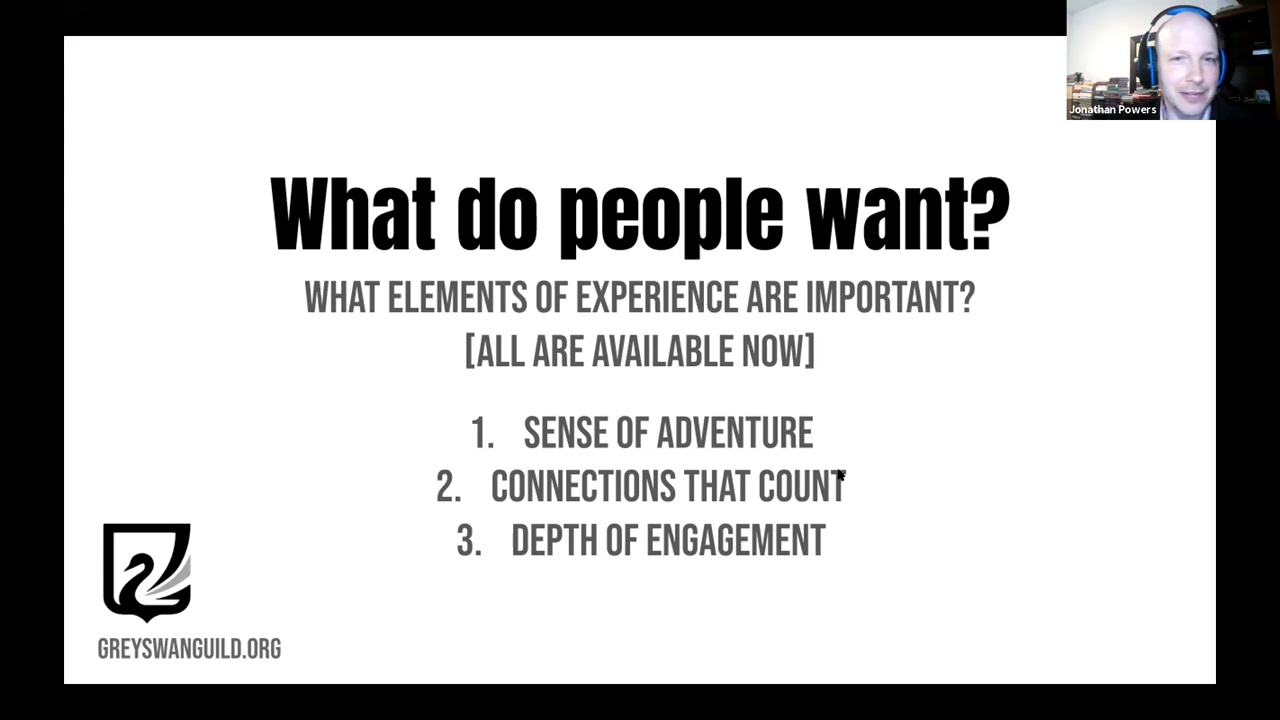 Jonathan Powers
What do people want?
WHAT ELEMENTS OF EXPERIENCE ARE IMPORTANT?
[ALL ARE AVAILABLE NOW]
1. SENSE OF ADVENTURE
2. CONNECTIONS THAT COUNT
3. DEPTH OF ENGAGEMENT
GREYSWANGUILD.ORG